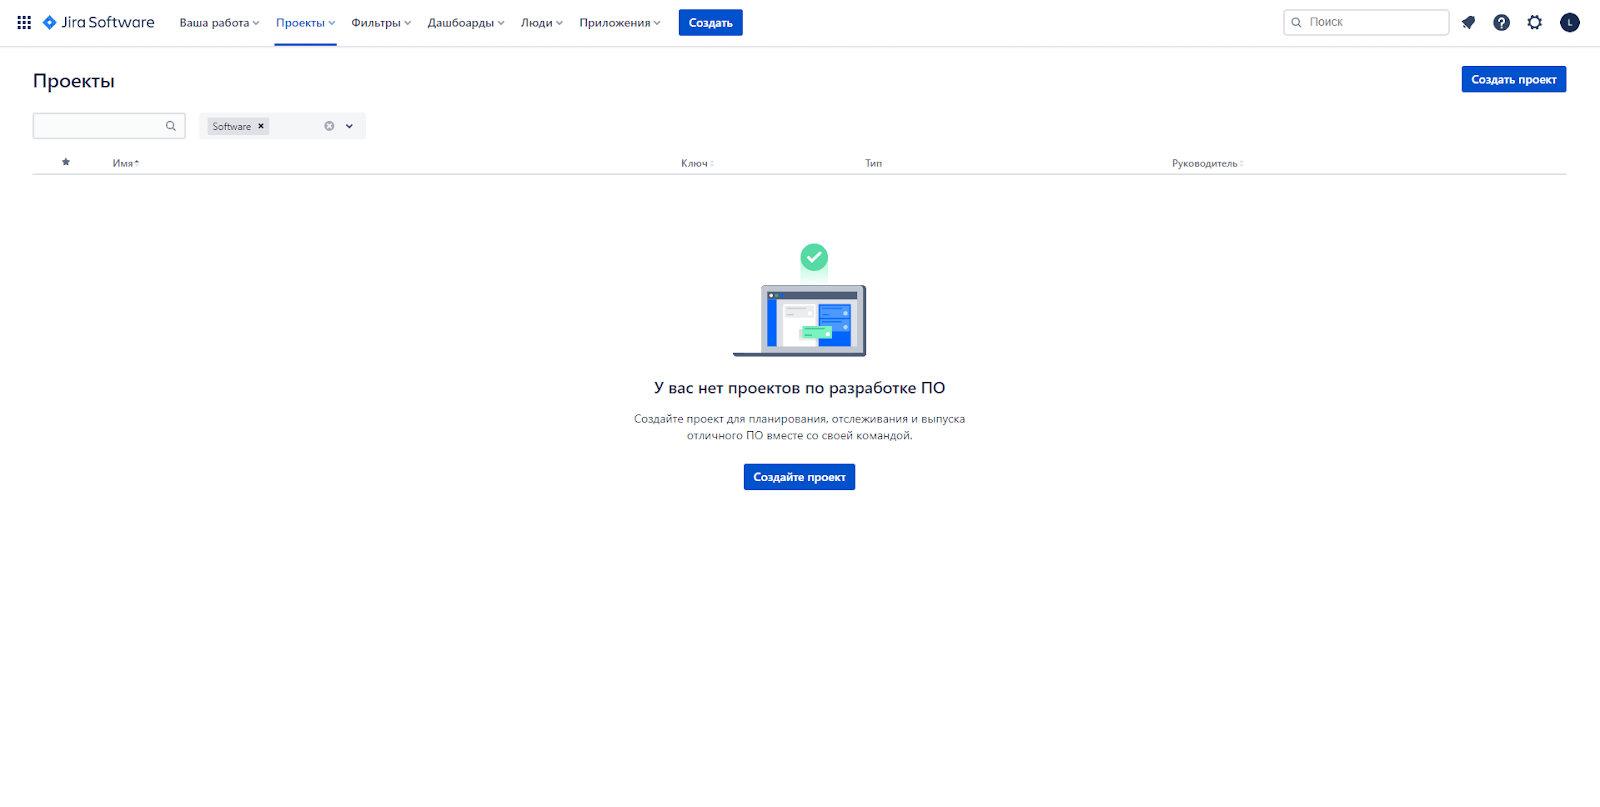 Jira Software Ваша работа Проекты Фильтры Дашборды Люди Приложения Создать Поиск L
Проекты Создать проект
Software
Имя Ключ Тип Руководитель
У вас нет проектов по разработке ПО
Создайте проект для планирования, отслеживания и выпуска
отличного ПО вместе со своей командой.
Создайте проект